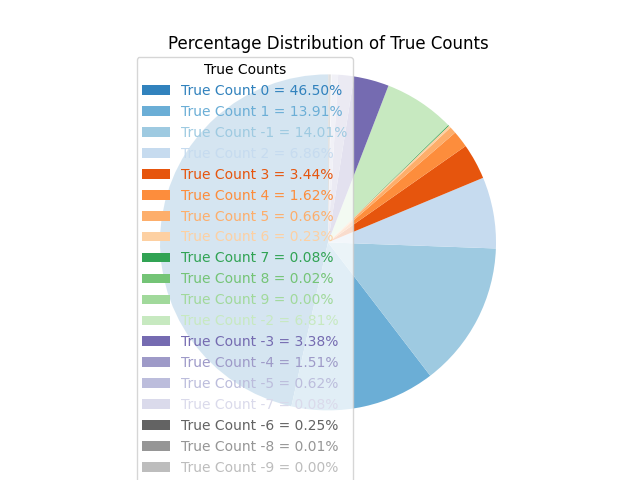 Percentage Distribution of True Counts
True Counts
True Count 0 = 46.50%
True Count 1 = 13.91%
True Count -1 = 14.01%
True Count 2 = 6.86%
True Count 3 = 3.44%
True Count 4 = 1.62%
True Count 5 = 0.66%
True Count 6 = 0.23%
True Count 7 = 0.08%
True Count 8 = 0.02%
True Count 9 = 0.00%
True Count -2 = 6.81%
True Count -3 = 3.38%
True Count -4 = 1.51%
True Count -5 = 0.62%
True Count -7 = 0.08%
True Count -6 = 0.25%
True Count -8 = 0.01%
True Count -9 = 0.00%